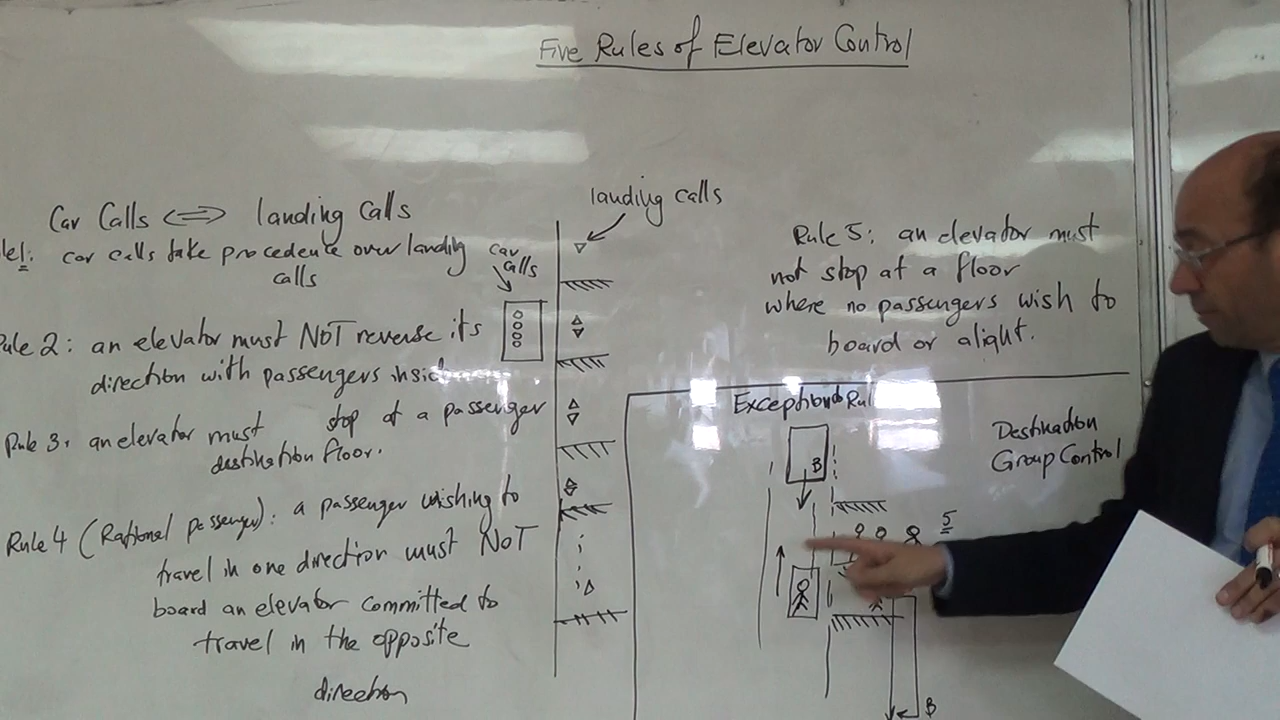 Five Rules of Elevator Control
Car Calls ⇔ landing Calls
Rule1: car calls take procedence over landing
calls
Rule 2: an elevator must NOT reverse its
direction with passengers inside
Rule 3: an elevator must stop at a passenger
destination floor.
Rule 4 (Rational passenger): a passenger wishing to
travel in one direction must NOT
board an elevator committed to
travel in the opposite
direction
car
calls
landing calls
Rule 5: an elevator must
not stop at a floor
where no passengers wish to
board or alight.
Destination
Group Control
B
5
B